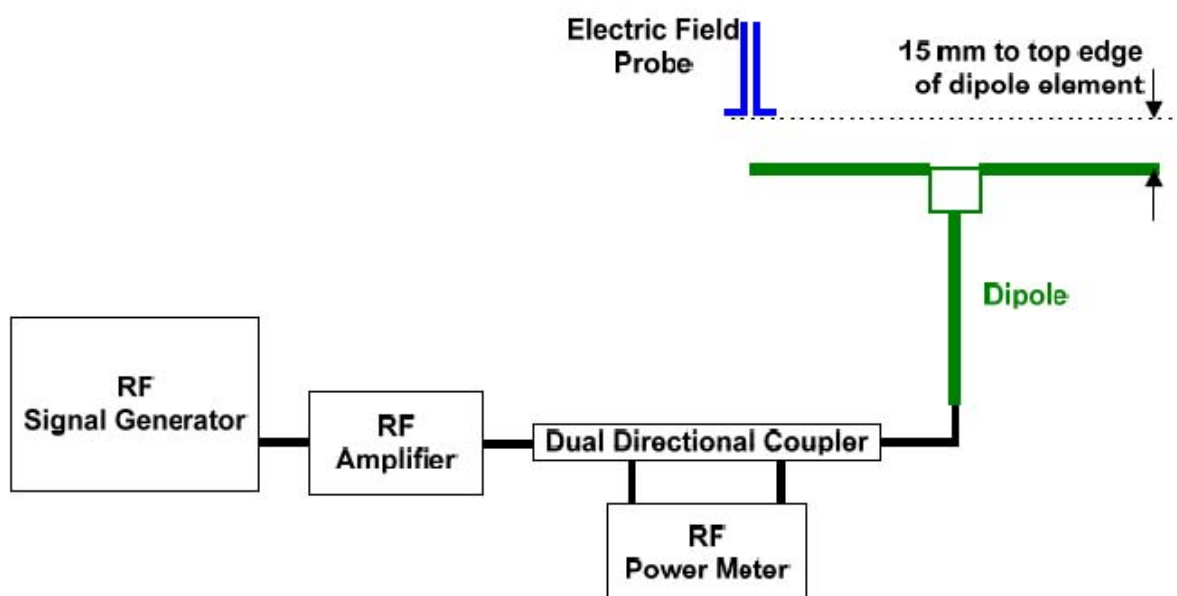 Electric Field
Probe
15 mm to top edge
of dipole element
Dipole
RF
Signal Generator
RF
Amplifier
Dual Directional Coupler
RF
Power Meter